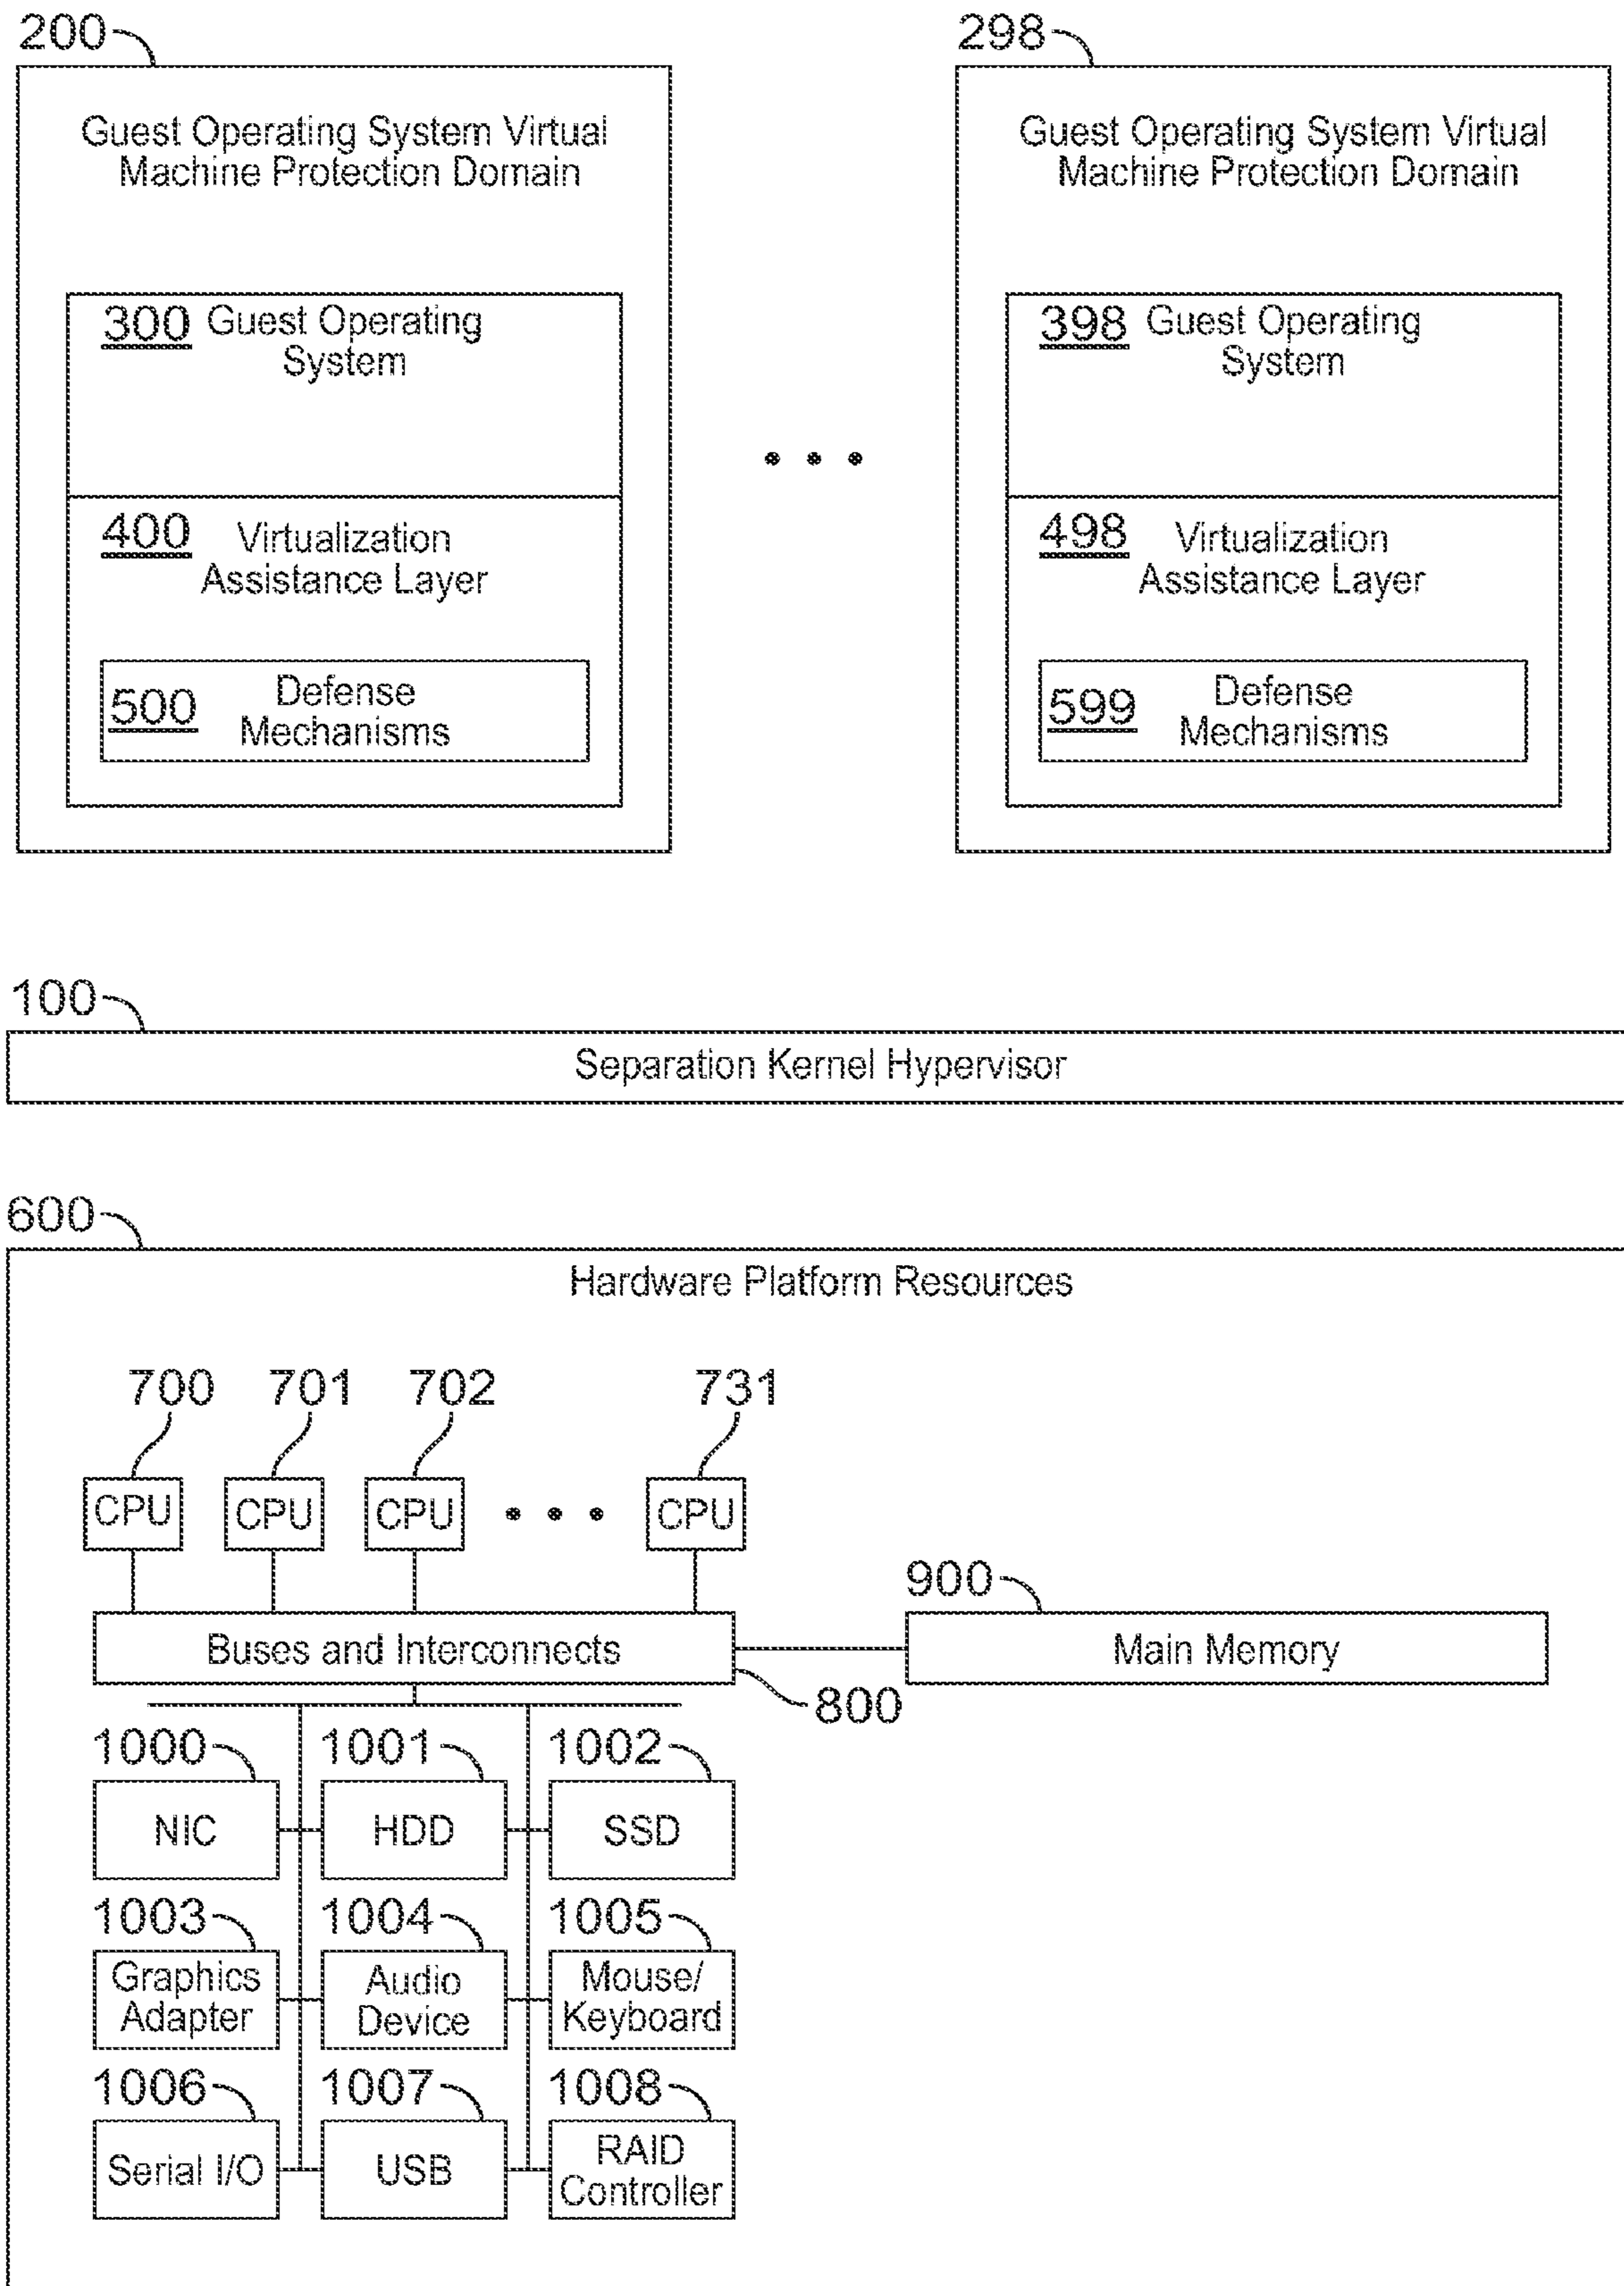 200
298
Guest Operating System Virtual
Machine Protection Domain
300 Guest Operating
System
400 Virtualization
Assistance Layer
500 Defense
Mechanisms
Guest Operating System Virtual
Machine Protection Domain
398 Guest Operating
System
498 Virtualization
Assistance Layer
599 Defense
Mechanisms
100
Separation Kernel Hypervisor
600
Hardware Platform Resources
700 701 702 731
CPU CPU CPU CPU
900
Buses and Interconnects
Main Memory
800
1000 1001 1002
NIC HDD SSD
1003 1004 1005
Graphics
Adapter
Audio
Device
Mouse/
Keyboard
1006 1007 1008
Serial I/O
USB
RAID
Controller